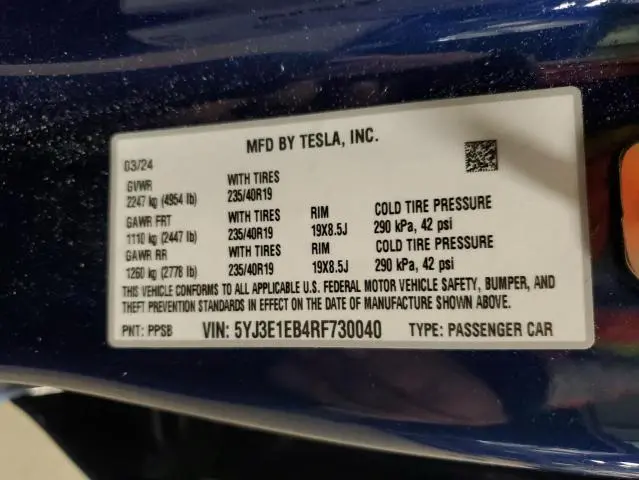 MFD BY TESLA, INC.
03/24
GVWR WITH TIRES
2247 kg (4954 lb) 235/40R19
GAWR FRT WITH TIRES RIM COLD TIRE PRESSURE
1110 kg (2447 lb) 235/40R19 19X8.5J 290 kPa, 42 psi
GAWR RR WITH TIRES RIM COLD TIRE PRESSURE
1260 kg (2778 lb) 235/40R19 19X8.5J 290 kPa, 42 psi
THIS VEHICLE CONFORMS TO ALL APPLICABLE U.S. FEDERAL MOTOR VEHICLE SAFETY, BUMPER, AND
THEFT PREVENTION STANDARDS IN EFFECT ON THE DATE OF MANUFACTURE SHOWN ABOVE.
PNT: PPSB VIN: 5YJ3E1EB4RF730040 TYPE: PASSENGER CAR